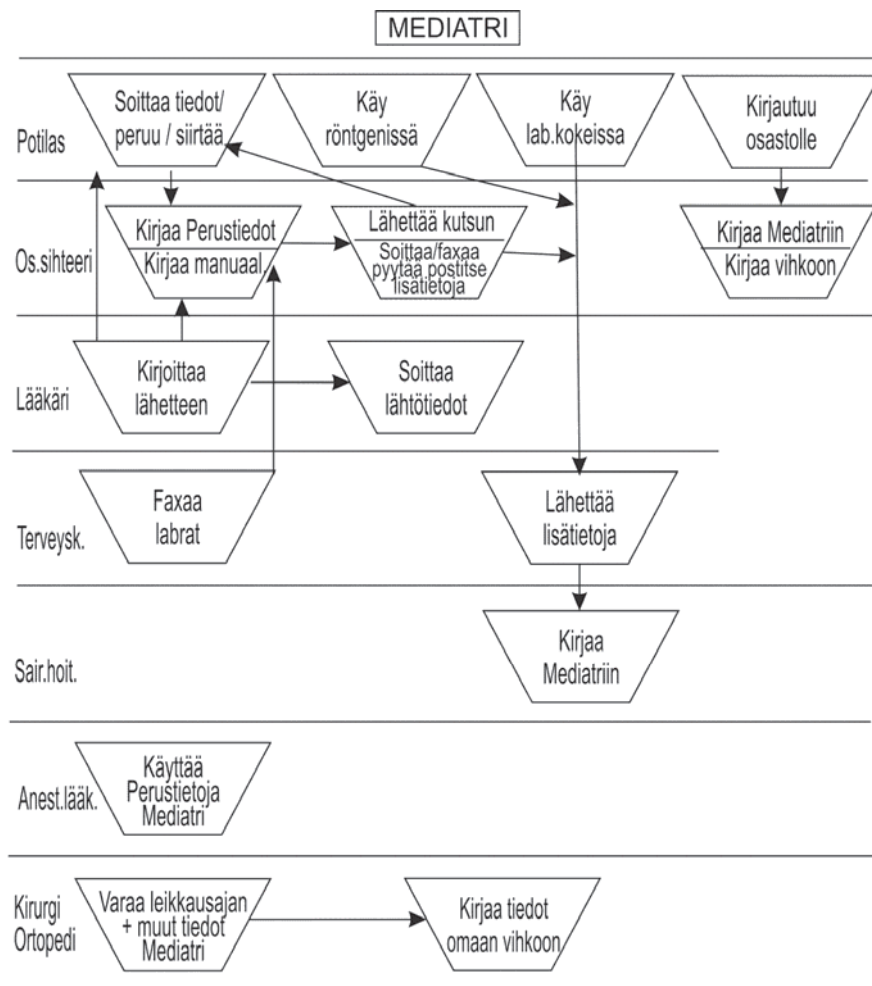 MEDIATRI
Potilas
Soittaa tiedot/
peruu / siirtää
Käy
röntgenissä
Käy
lab.kokeissa
Kirjautuu
osastolle
Os.sihteeri
Kirjaa Perustiedot
Kirjaa manuaal.
Lähettää kutsun
Soittaa/faxaa
pyytää postitse
lisätietoja
Kirjaa Mediatriin
Kirjaa vihkoon
Lääkäri
Kirjoittaa
lähetteen
Soittaa
lähtötiedot
Terveysk.
Faxaa
labrat
Lähettää
lisätietoja
Sair.hoit.
Kirjaa
Mediatriin
Anest.lääk.
Käyttää
Perustietoja
Mediatri
Kirurgi
Ortopedi
Varaa leikkausajan
+ muut tiedot
Mediatri
Kirjaa tiedot
omaan vihkoon